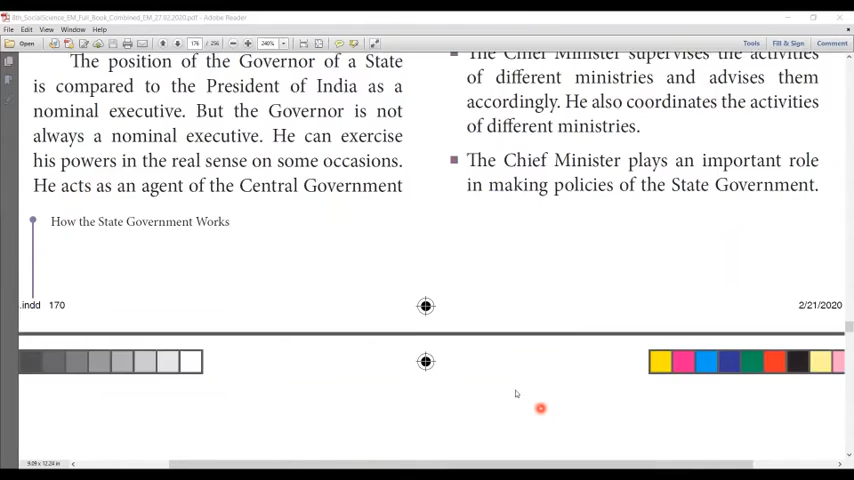 8th_SocialScience_EM_Full_Book_Combined_EM_27.02.2020.pdf - Adobe Reader
File Edit View Window Help
Open
176 / 256
240%
Tools Fill & Sign Comment
The position of the Governor of a State
is compared to the President of India as a
nominal executive. But the Governor is not
always a nominal executive. He can exercise
his powers in the real sense on some occasions.
He acts as an agent of the Central Government
How the State Government Works
The Chief Minister supervises the activities
of different ministries and advises them
accordingly. He also coordinates the activities
of different ministries.
The Chief Minister plays an important role
in making policies of the State Government.
.indd 170
2/21/2020
9.09 x 12.24 in